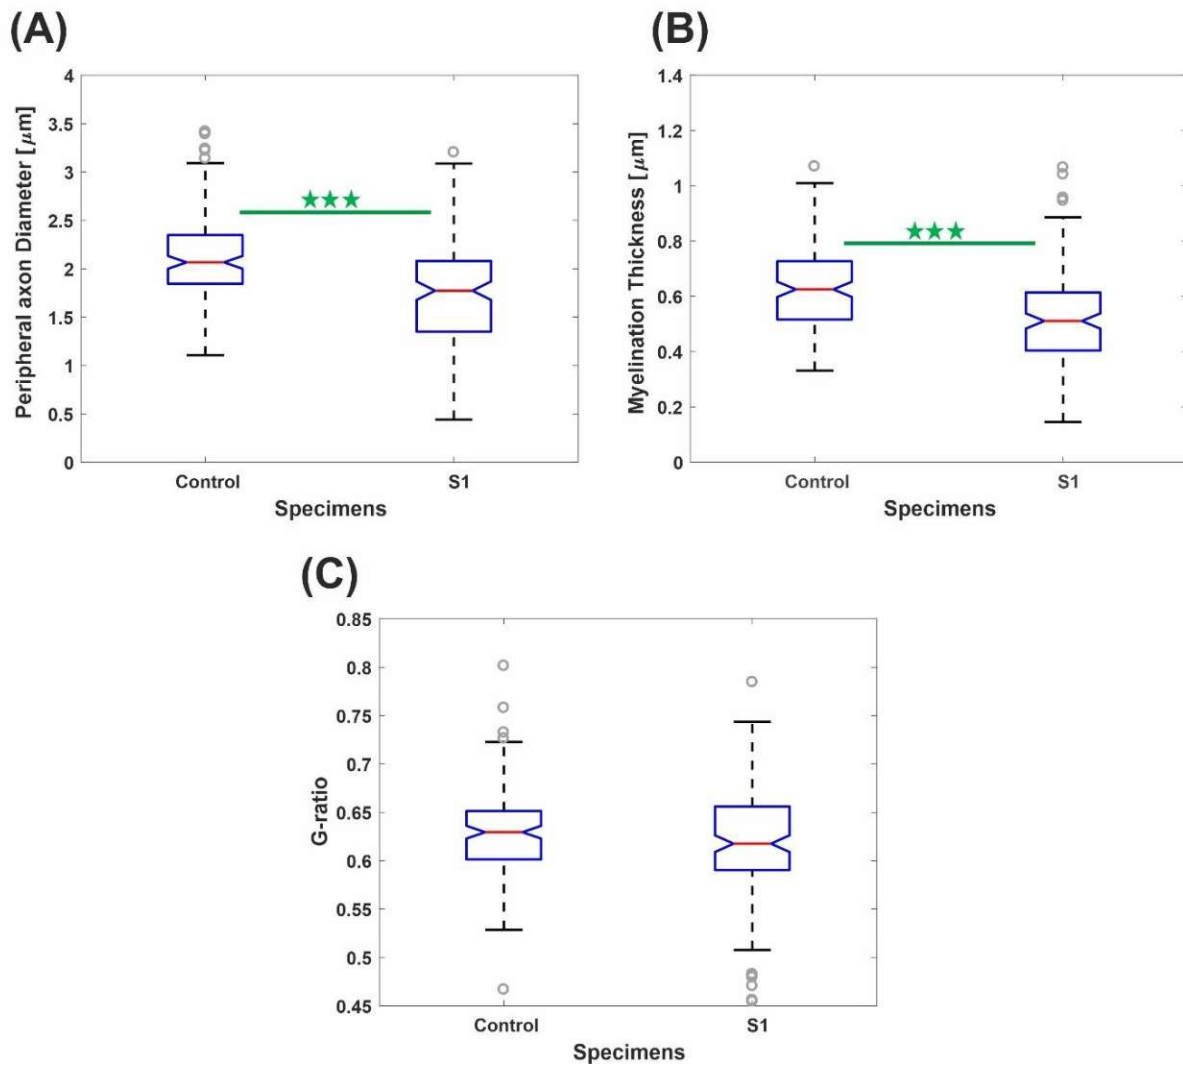 (A)
Peripheral axon Diameter [μm]
4
3.5
3
2.5
2
1.5
1
0.5
0
Control
S1
Specimens
(B)
Myelination Thickness [μm]
1.4
1.2
1
0.8
0.6
0.4
0.2
0
Control
S1
Specimens
(C)
G-ratio
0.85
0.8
0.75
0.7
0.65
0.6
0.55
0.5
0.45
Control
S1
Specimens